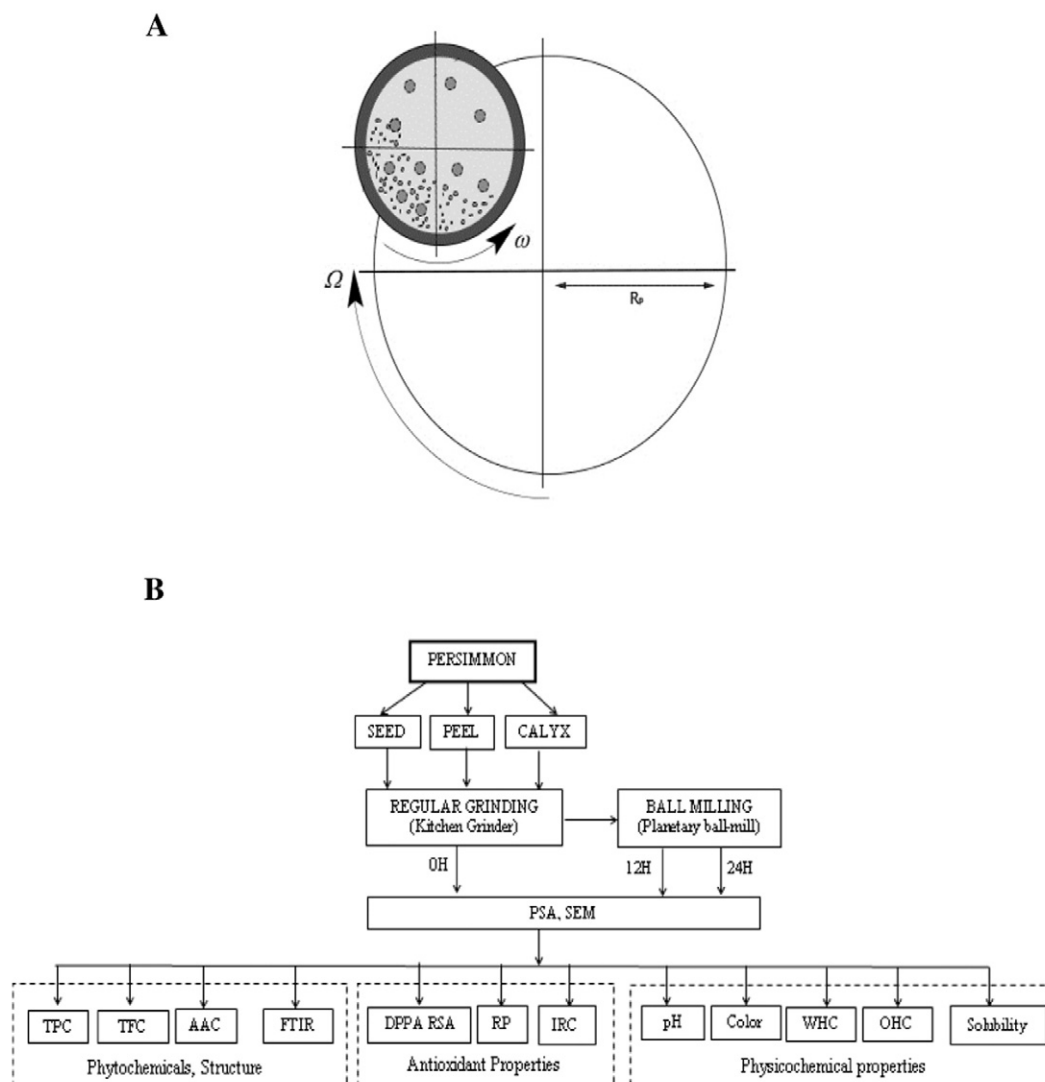 A
ω
Ω
Rₚ
B
PERSIMMON
SEED PEEL CALYX
REGULAR GRINDING
(Kitchen Grinder)
BALL MILLING
(Planetary ball-mill)
0H 12H 24H
PSA, SEM
TPC TFC AAC FTIR DPPA RSA RP IRC pH Color WHC OHC Solubility
Phytochemicals, Structure Antioxidant Properties Physicochemical properties